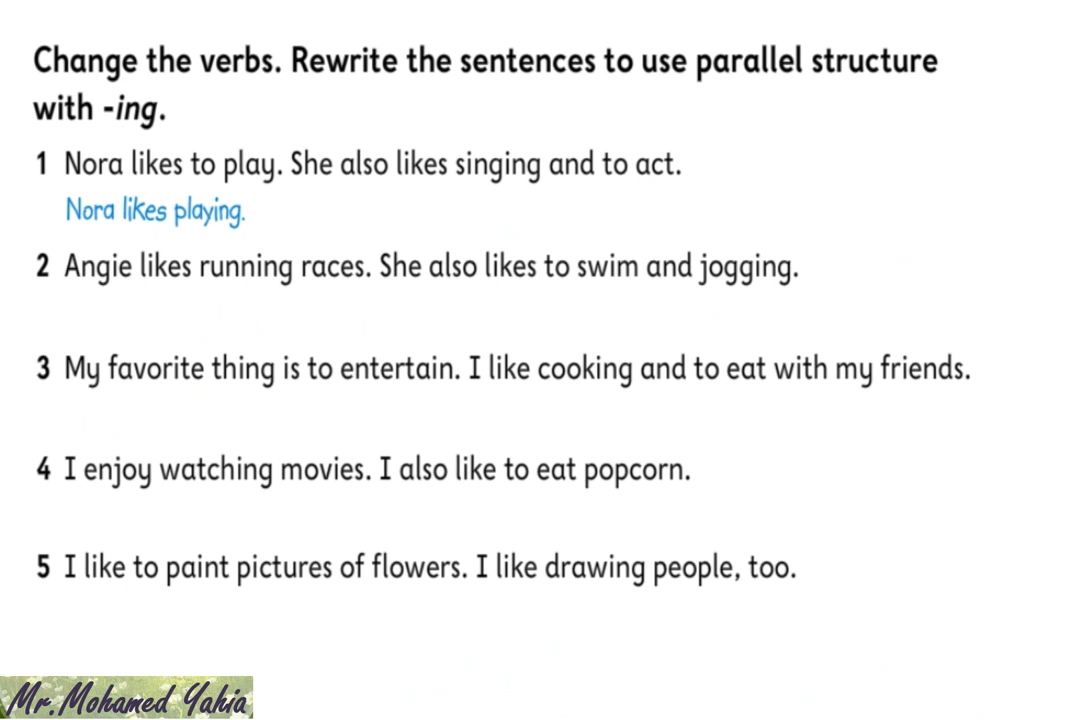 Change the verbs. Rewrite the sentences to use parallel structure
with -ing.
1 Nora likes to play. She also likes singing and to act.
Nora likes playing.
2 Angie likes running races. She also likes to swim and jogging.
3 My favorite thing is to entertain. I like cooking and to eat with my friends.
4 I enjoy watching movies. I also like to eat popcorn.
5 I like to paint pictures of flowers. I like drawing people, too.
Mr. Mohamed Yahia